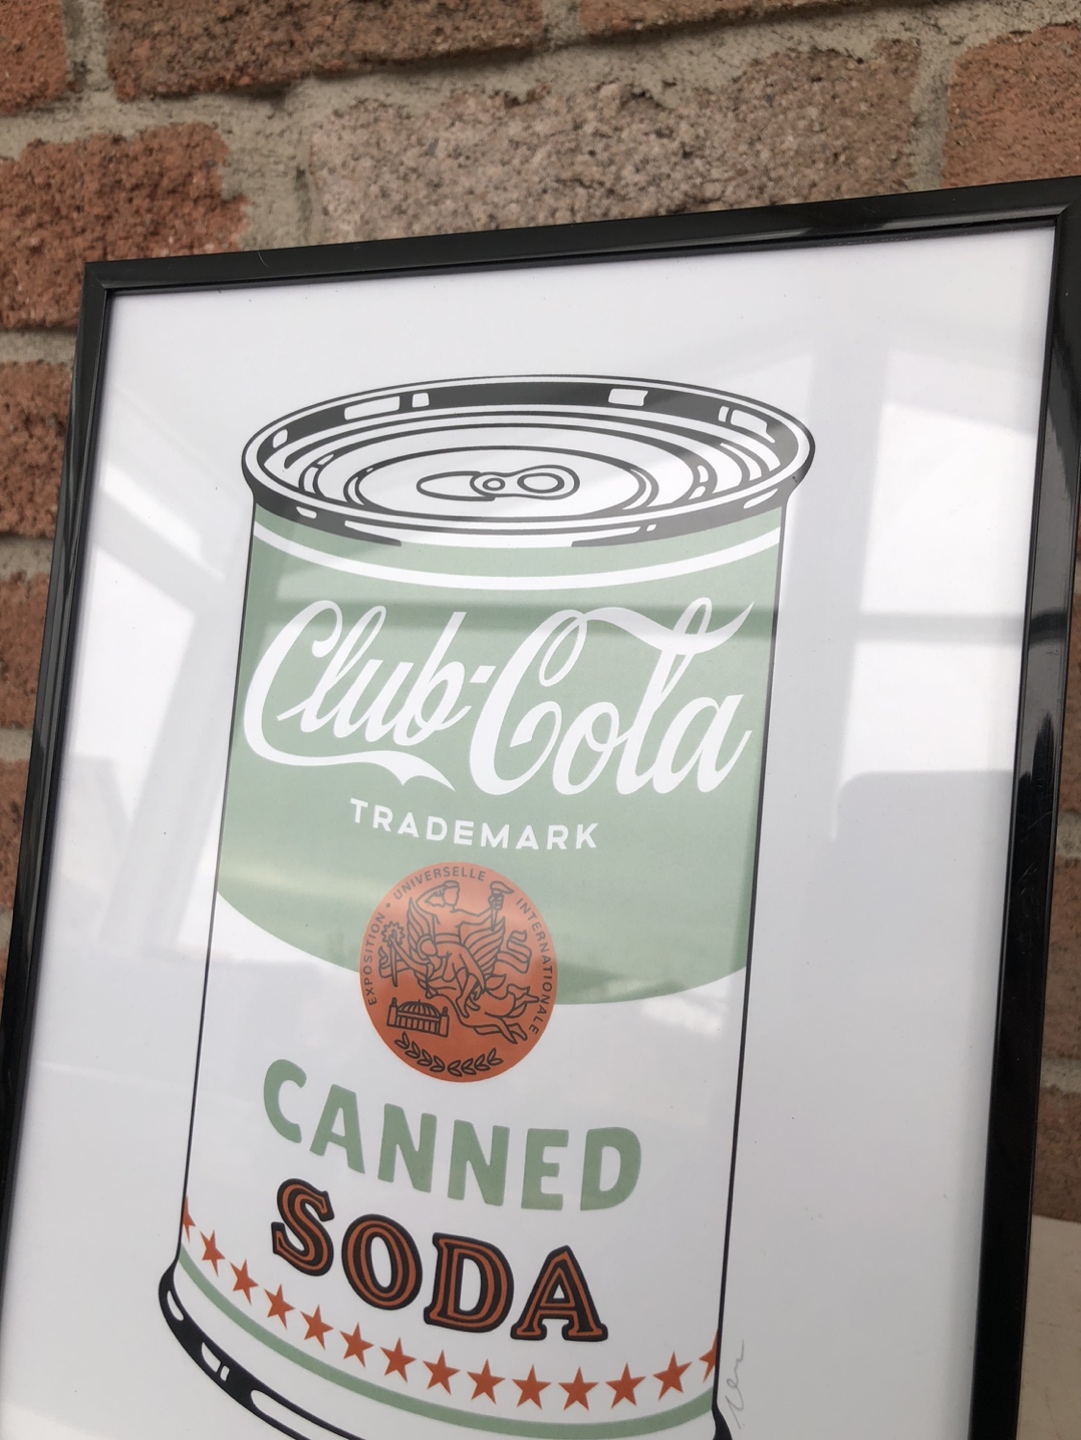 Club-Cola
TRADEMARK
EXPOSITION • UNIVERSELLE INTERNATIONALE
CANNED
SODA